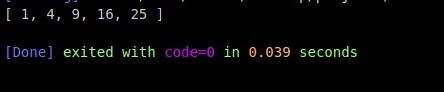 [ 1, 4, 9, 16, 25 ]
[Done] exited with code=0 in 0.039 seconds